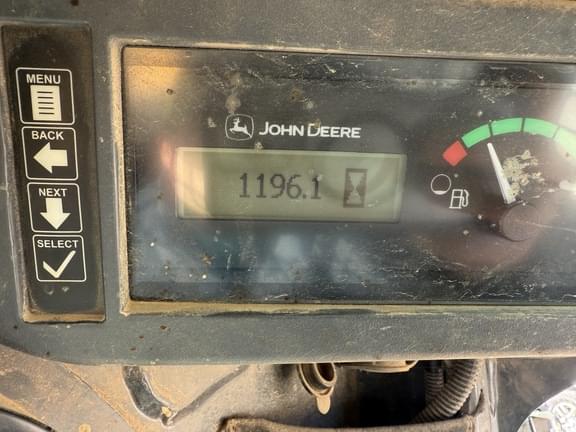 MENU
BACK
NEXT
SELECT
JOHN DEERE
1196.1